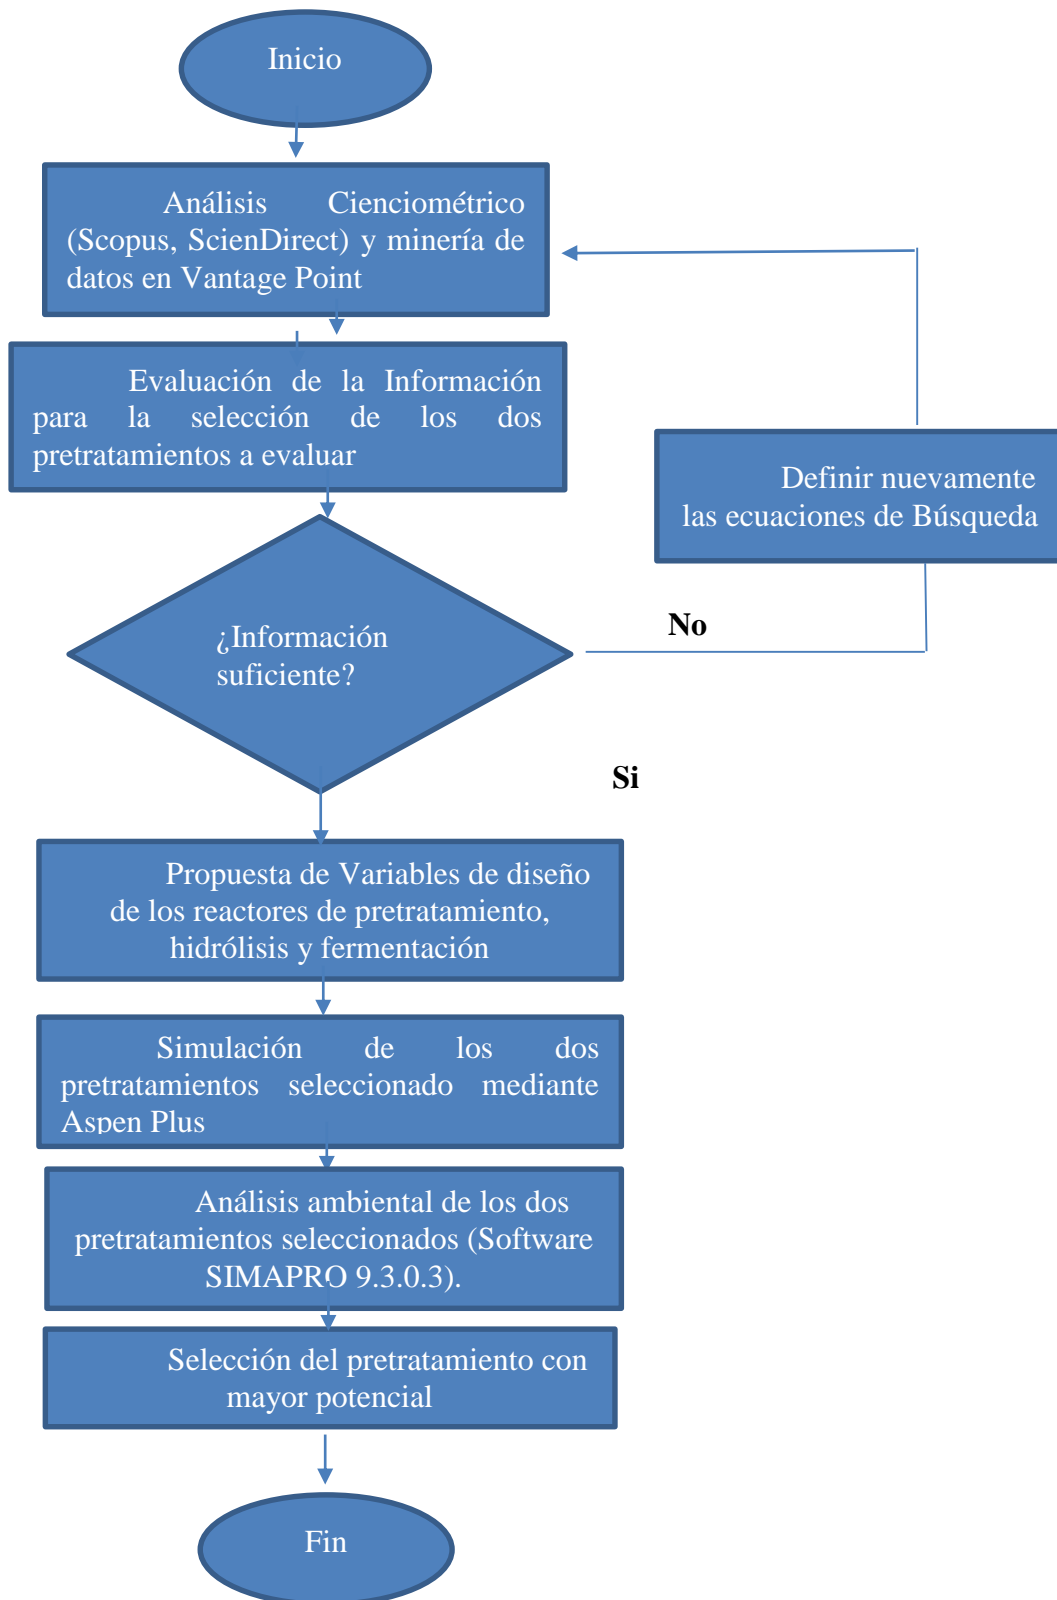 Inicio
Análisis Cienciométrico
(Scopus, ScienDirect) y minería de
datos en Vantage Point
Evaluación de la Información
para la selección de los dos
pretratamientos a evaluar
Definir nuevamente
las ecuaciones de Búsqueda
¿Información
suficiente?
No
Si
Propuesta de Variables de diseño
de los reactores de pretratamiento,
hidrólisis y fermentación
Simulación de los dos
pretratamientos seleccionado mediante
Aspen Plus
Análisis ambiental de los dos
pretratamientos seleccionados (Software
SIMAPRO 9.3.0.3).
Selección del pretratamiento con
mayor potencial
Fin